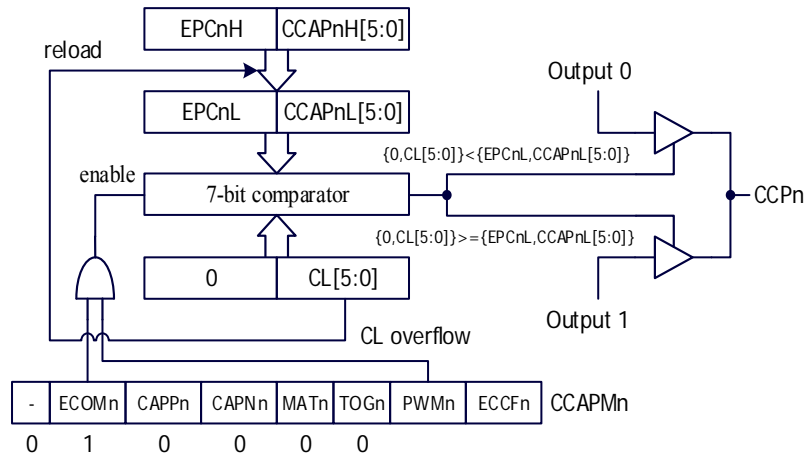 EPCnH CCAPnH[5:0]
reload
Output 0
EPCnL CCAPnL[5:0]
{0,CL[5:0]}<{EPCnL,CCAPnL[5:0]}
enable
7-bit comparator
CCPn
{0,CL[5:0]}>={EPCnL,CCAPnL[5:0]}
0 CL[5:0]
Output 1
CL overflow
- ECOMn CAPPn CAPNn MATn TOGn PWMn ECCFn CCAPMn
0 1 0 0 0 0